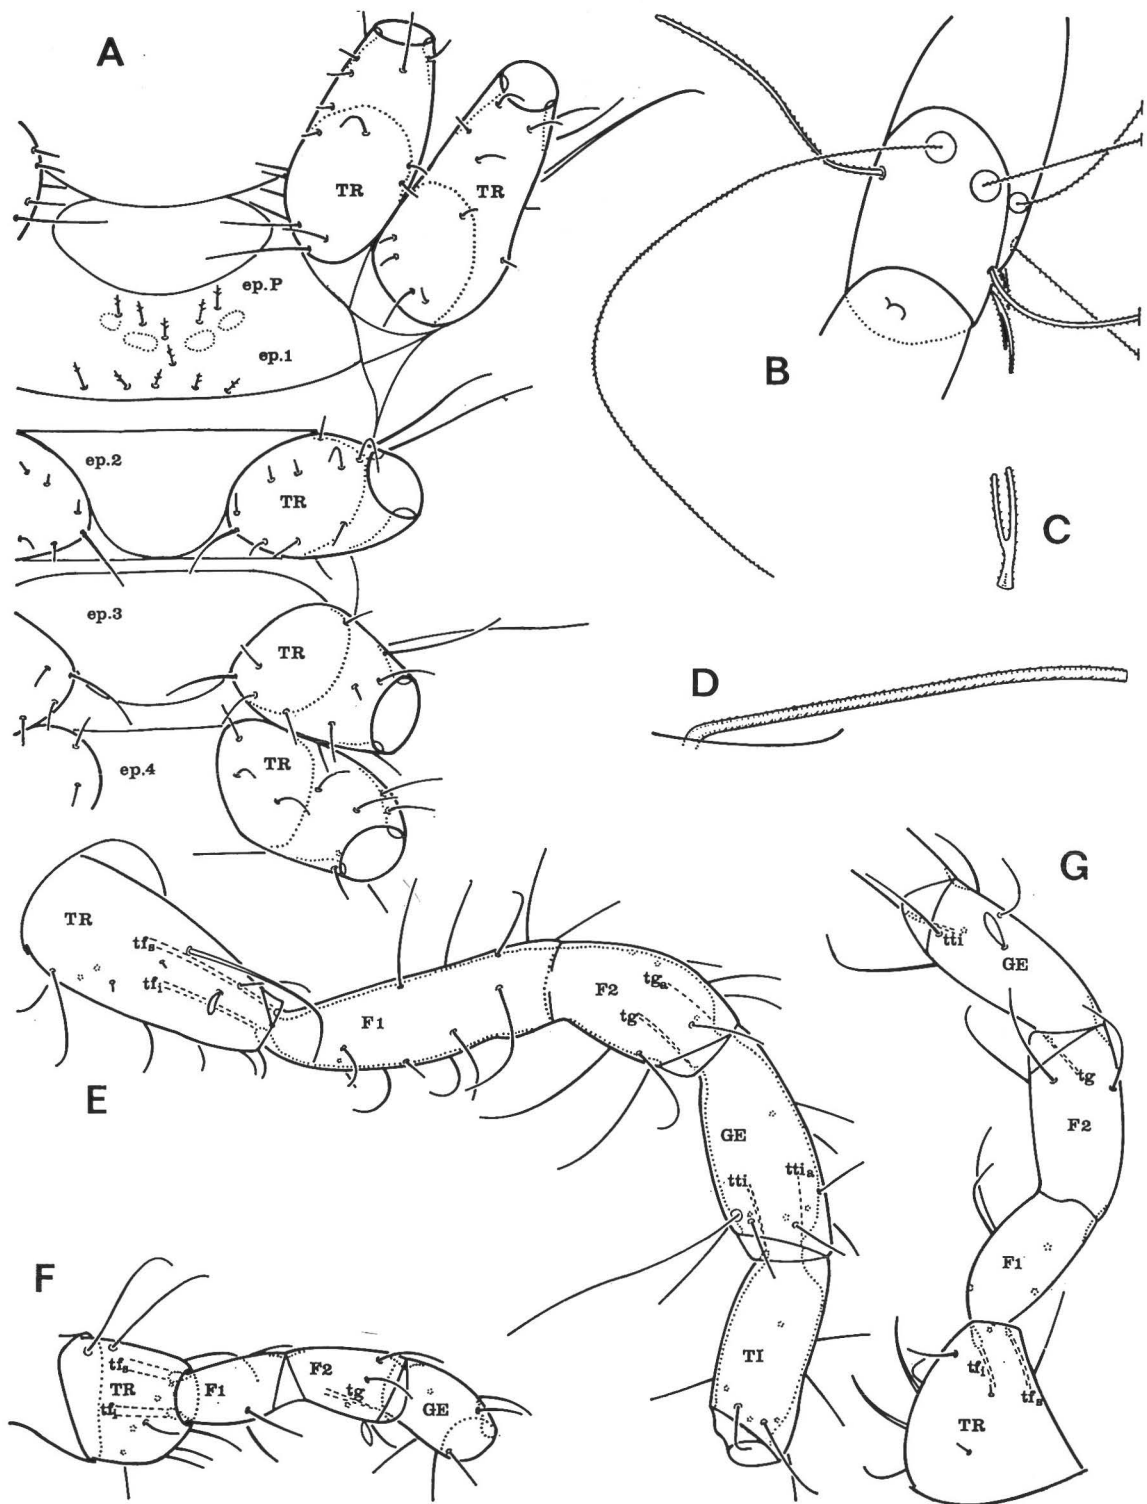 A
TR
TR
ep.P
ep.1
B
ep.2
TR
C
ep.3
TR
D
ep.4
TR
G
TR
tfs
tfi
F1
F2
tga
tg
E
GE
tti
ttia
TI
tti
GE
tg
F2
F1
tfi
tfs
TR
F
tfs
TR
tfi
F1
F2
tg
GE